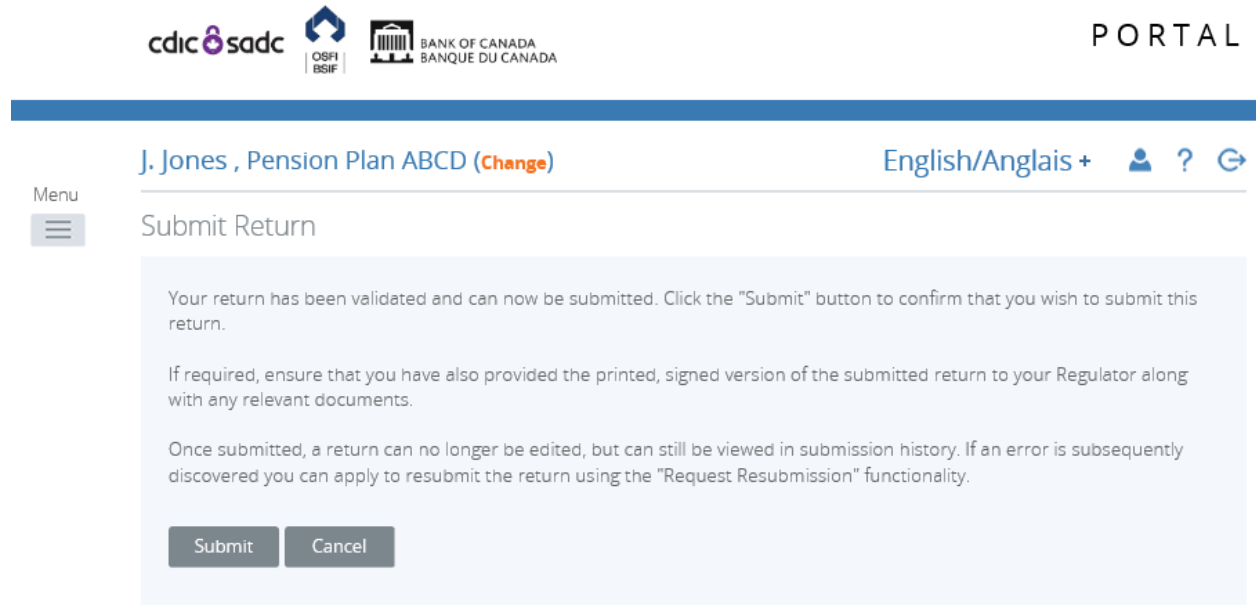 cdic sadc
OSFI
BSIF
BANK OF CANADA
BANQUE DU CANADA
PORTAL
J. Jones , Pension Plan ABCD (Change)
English/Anglais +
?
Menu
Submit Return
Your return has been validated and can now be submitted. Click the "Submit" button to confirm that you wish to submit this
return.
If required, ensure that you have also provided the printed, signed version of the submitted return to your Regulator along
with any relevant documents.
Once submitted, a return can no longer be edited, but can still be viewed in submission history. If an error is subsequently
discovered you can apply to resubmit the return using the "Request Resubmission" functionality.
Submit
Cancel